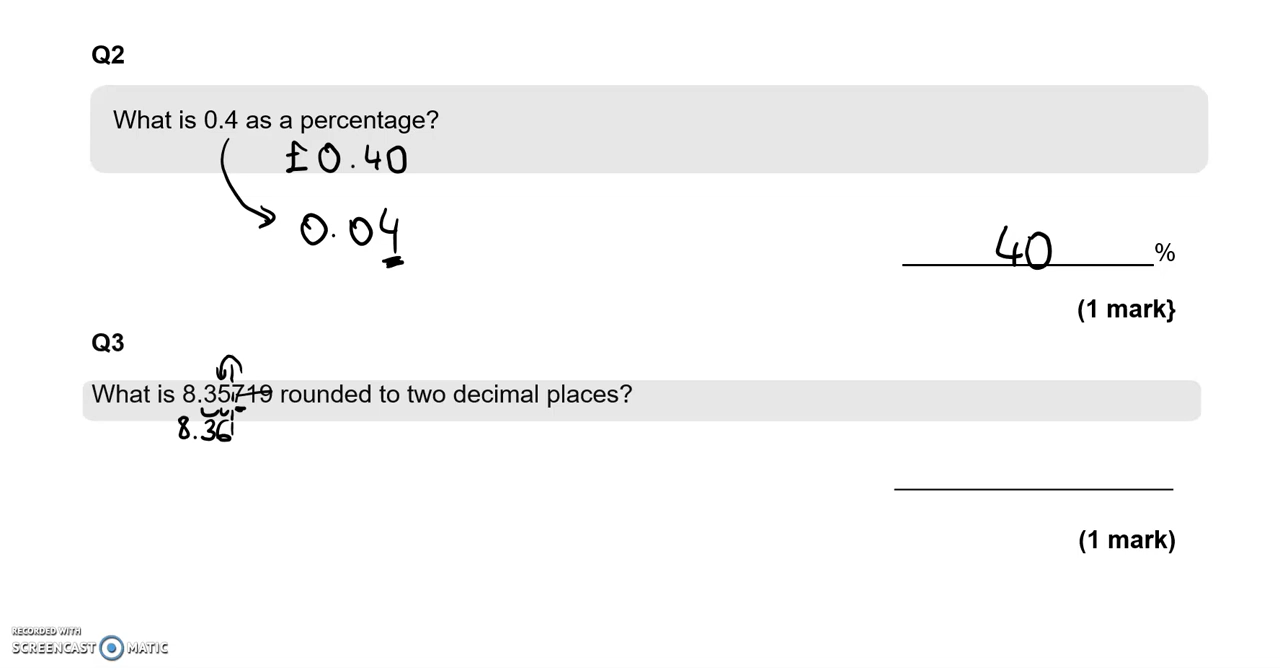 Q2
What is 0.4 as a percentage?
£0.40
0.04
40 %
(1 mark}
Q3
What is 8.35719 rounded to two decimal places?
8.36
(1 mark)
RECORDED WITH
SCREENCAST MATIC